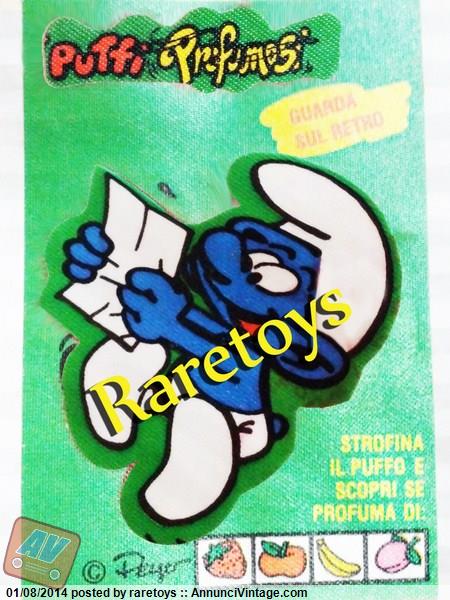 Puffi Profumosi
GUARDA
SUL RETRO
Raretoys
STROFINA
IL PUFFO E
SCOPRI SE
PROFUMA DI:
© Peyo
AV
01/08/2014 posted by raretoys :: AnnunciVintage.com